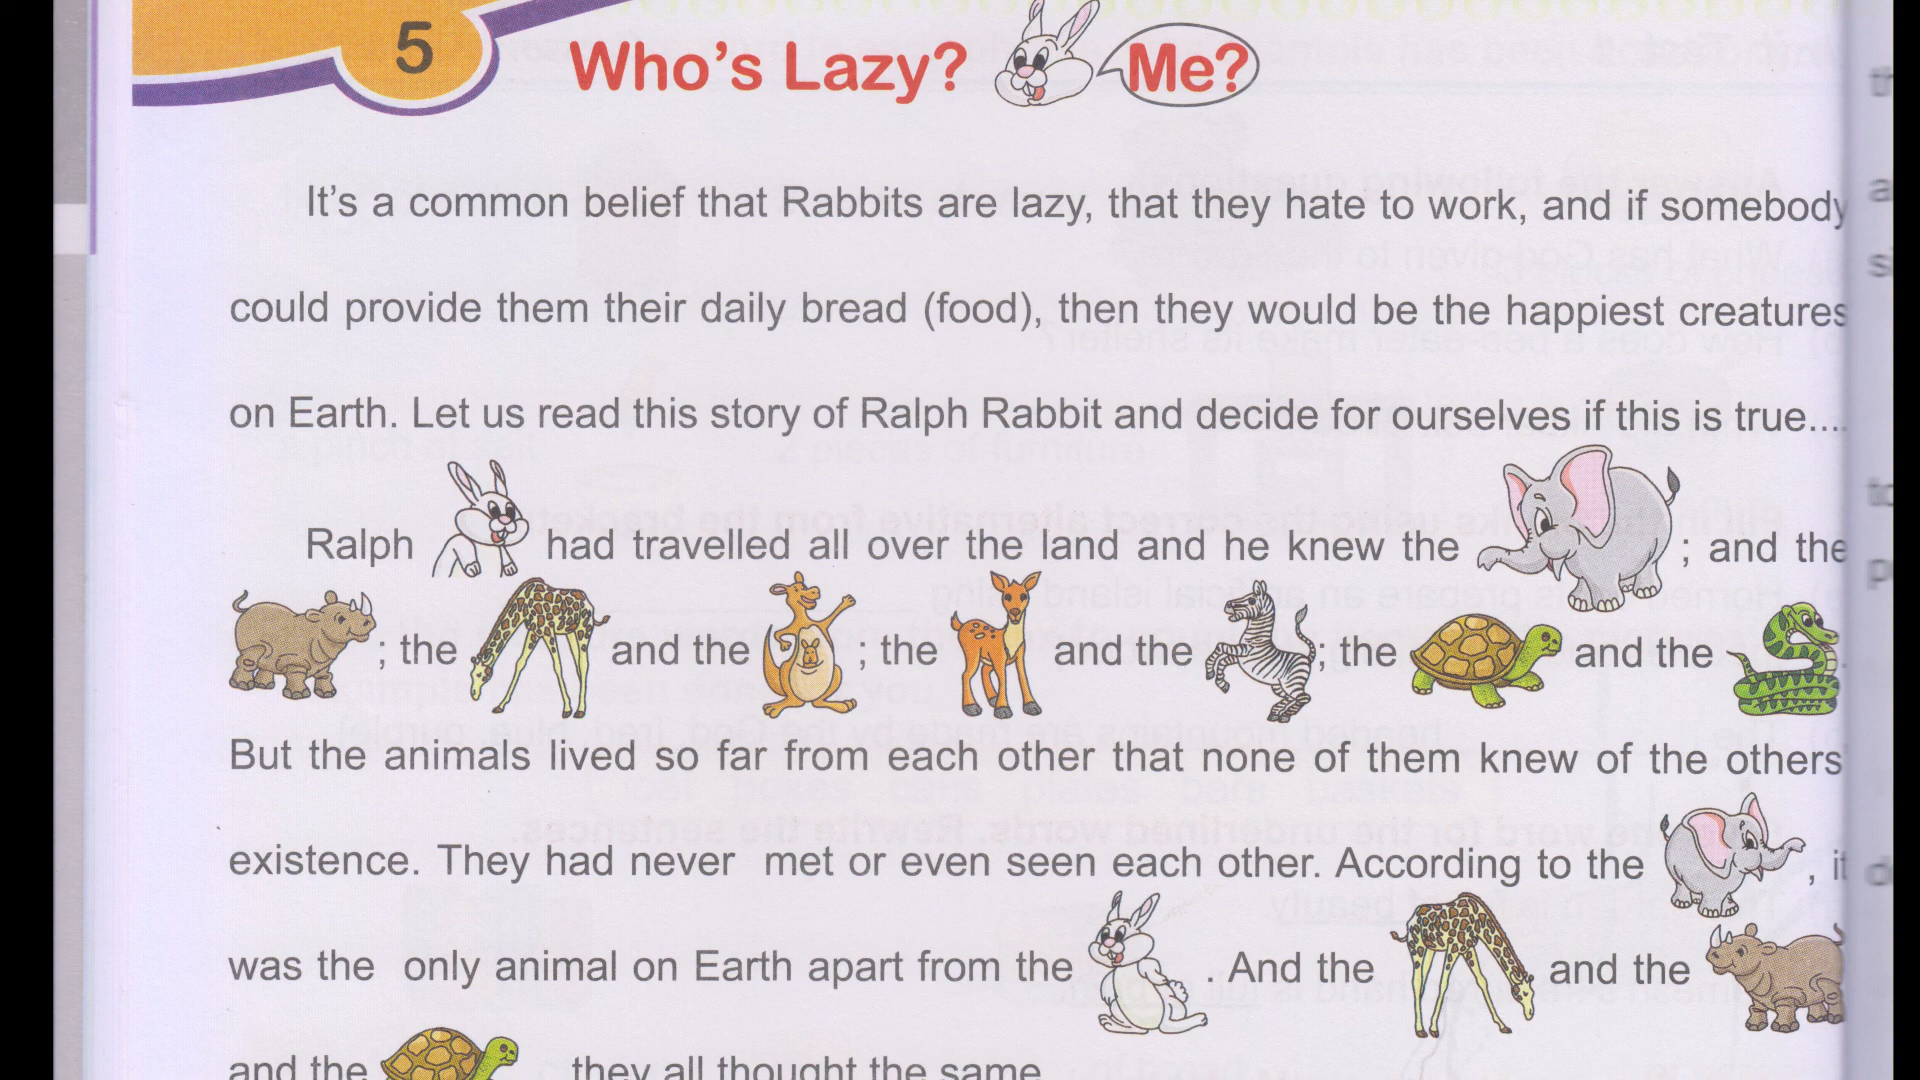 5
Who's Lazy? Me?
It's a common belief that Rabbits are lazy, that they hate to work, and if somebody
could provide them their daily bread (food), then they would be the happiest creatures
on Earth. Let us read this story of Ralph Rabbit and decide for ourselves if this is true....
Ralph had travelled all over the land and he knew the ; and the
; the and the ; the and the ; the and the .
But the animals lived so far from each other that none of them knew of the others
existence. They had never met or even seen each other. According to the , it
was the only animal on Earth apart from the . And the and the
and the they all thought the same